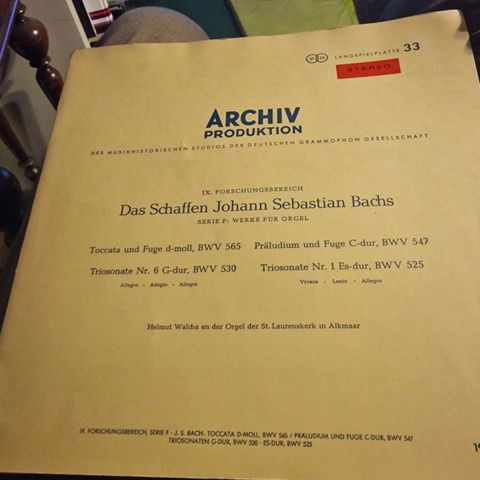 LANGSPIELPLATTE 33
STEREO
ARCHIV
PRODUKTION
DES MUSIKHISTORISCHEN STUDIOS DER DEUTSCHEN GRAMMOPHON GESELLSCHAFT
IX. FORSCHUNGSBEREICH
Das Schaffen Johann Sebastian Bachs
SERIE F: WERKE FÜR ORGEL
Toccata und Fuge d-moll, BWV 565 Präludium und Fuge C-dur, BWV 547
Triosonate Nr. 6 G-dur, BWV 530 Triosonate Nr. 1 Es-dur, BWV 525
Allegro - Adagio - Allegro Vivace - Lento - Allegro
Helmut Walcha an der Orgel der St. Laurenskerk in Alkmaar
IX. FORSCHUNGSBEREICH, SERIE F - J. S. BACH: TOCCATA D-MOLL, BWV 565 / PRÄLUDIUM UND FUGE C-DUR, BWV 547
TRIOSONATEN G-DUR, BWV 530 · ES-DUR, BWV 525